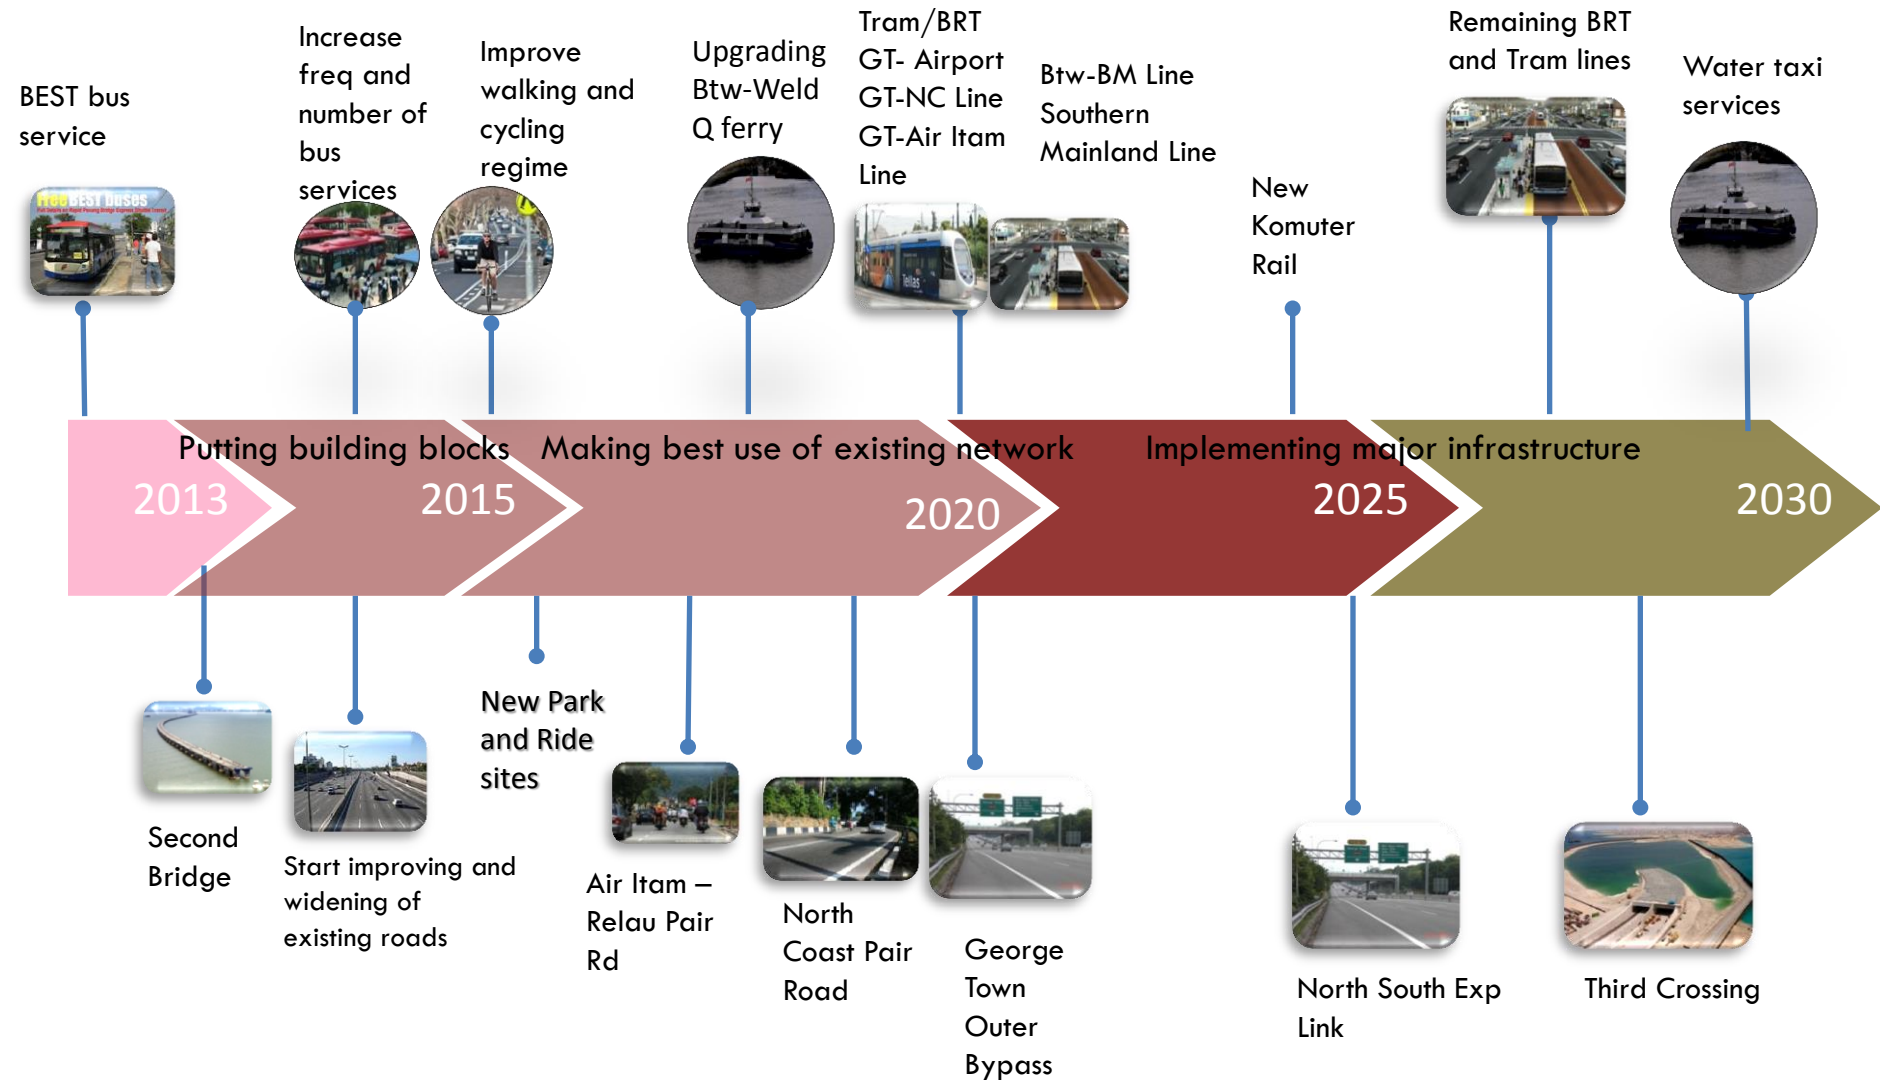 BEST bus
service
Increase
freq and
number of
bus
services
Improve
walking and
cycling
regime
Upgrading
Btw-Weld
Q ferry
Tram/BRT
GT- Airport
GT-NC Line
GT-Air Itam
Line
Btw-BM Line
Southern
Mainland Line
New
Komuter
Rail
Remaining BRT
and Tram lines
Water taxi
services
FreeBEST buses
Tellas
Putting building blocks
Making best use of existing network
Implementing major infrastructure
2013
2015
2020
2025
2030
Second
Bridge
Start improving and
widening of
existing roads
New Park
and Ride
sites
Air Itam –
Relau Pair
Rd
North
Coast Pair
Road
George
Town
Outer
Bypass
North South Exp
Link
Third Crossing